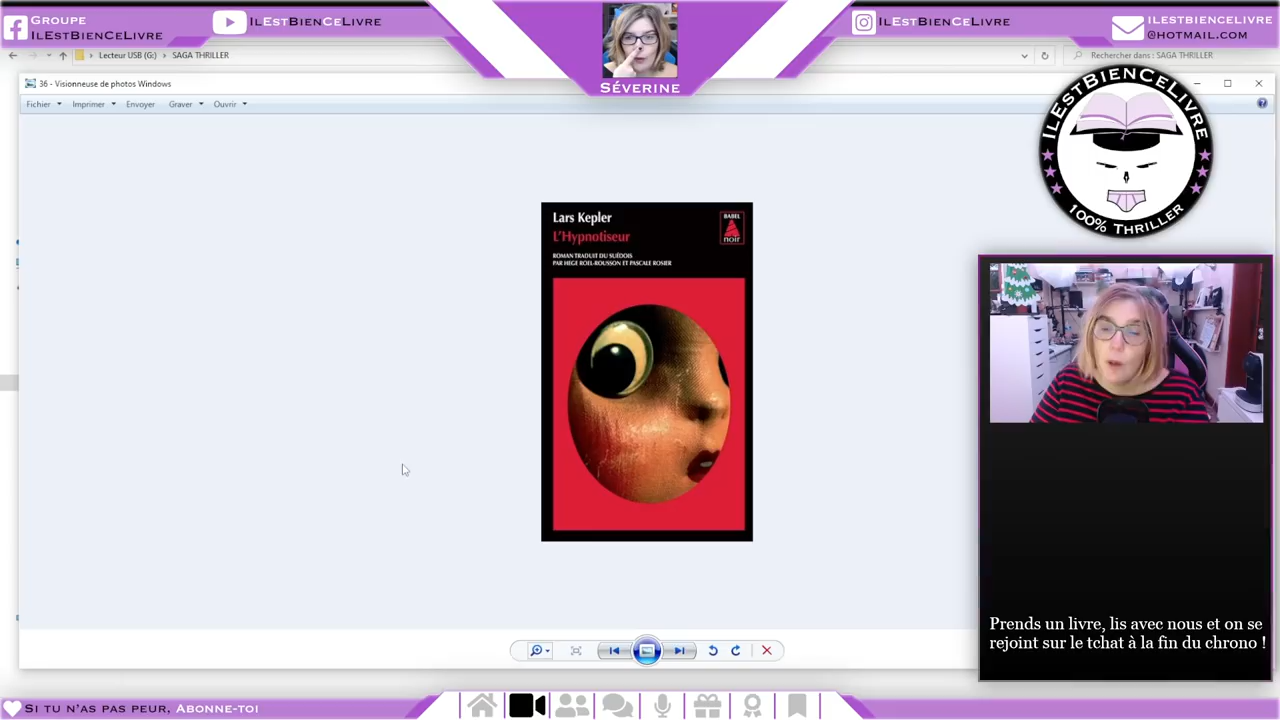 Groupe
IlEstBienCeLivre
IlEstBienCeLivre
Séverine
IlEstBienCeLivre
ilestbiencelivre
@hotmail.com
Lecteur USB (G:) > SAGA THRILLER
Rechercher dans : SAGA THRILLER
36 - Visionneuse de photos Windows
Fichier Imprimer Envoyer Graver Ouvrir
IlEstBienCeLivre
100% Thriller
Lars Kepler
L'Hypnotiseur
ROMAN TRADUIT DU SUÉDOIS
PAR HEGE ROEL-ROUSSON ET PASCALE ROSIER
BABEL
noir
Prends un livre, lis avec nous et on se
rejoint sur le tchat à la fin du chrono !
Si tu n'as pas peur, Abonne-toi